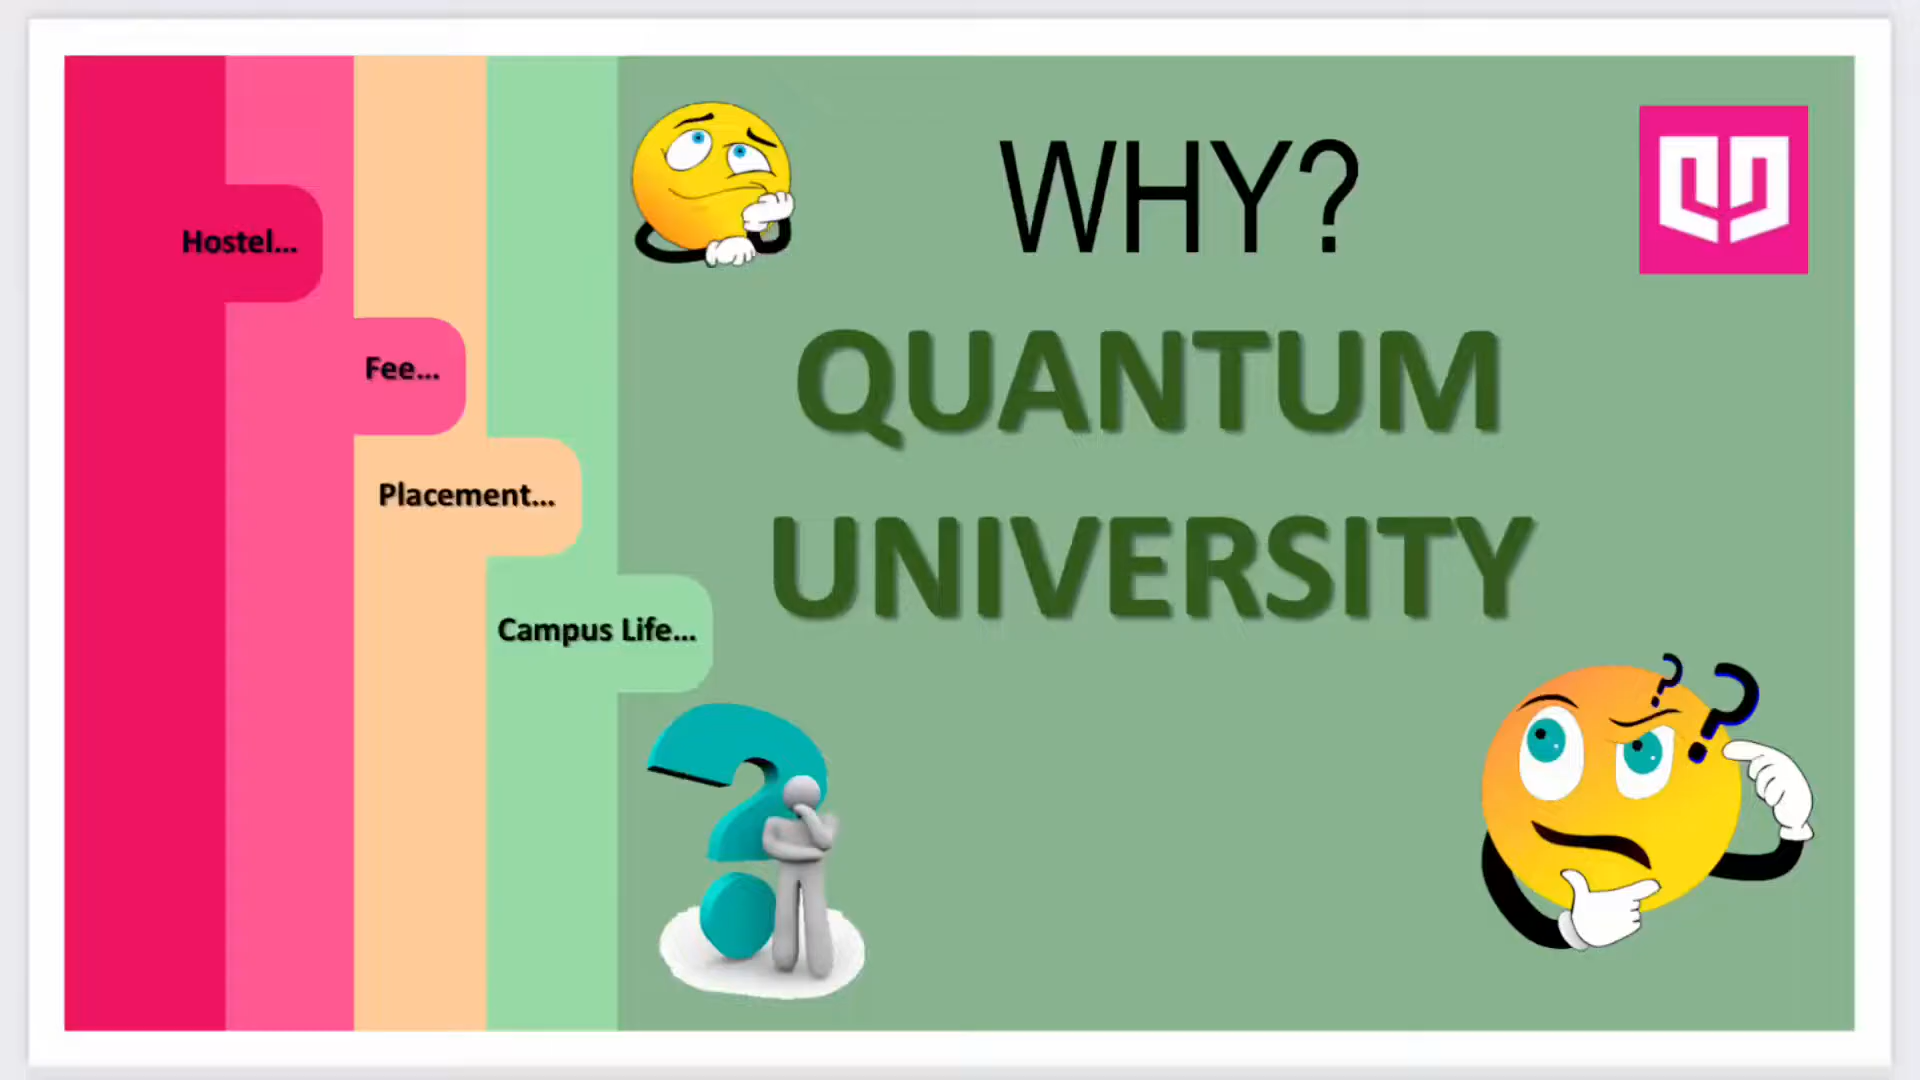 Hostel...
Fee...
Placement...
Campus Life...
WHY?
QUANTUM
UNIVERSITY
? ?